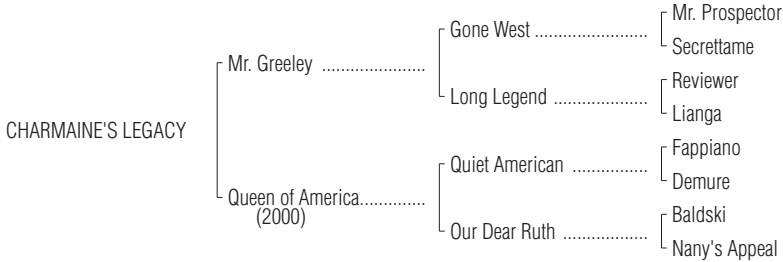 Mr. Prospector
Gone West ........................
Secrettame
Mr. Greeley ......................
Reviewer
Long Legend ....................
Lianga
CHARMAINE'S LEGACY
Fappiano
Quiet American ................
Demure
Queen of America..............
(2000)
Baldski
Our Dear Ruth ..................
Nany's Appeal